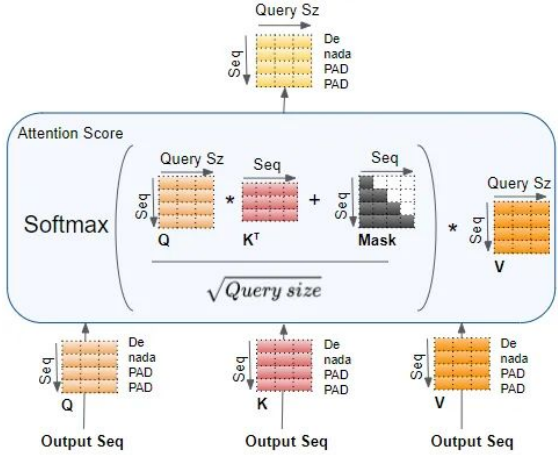 Query Sz
Seq
De
nada
PAD
PAD
Attention Score
Softmax
Query Sz
Seq
Q
*
Seq
Kᵀ
+
Seq
Seq
Mask
√Query size
*
Query Sz
Seq
V
Seq
Q
De
nada
PAD
PAD
Output Seq
Seq
K
De
nada
PAD
PAD
Output Seq
Seq
V
De
nada
PAD
PAD
Output Seq